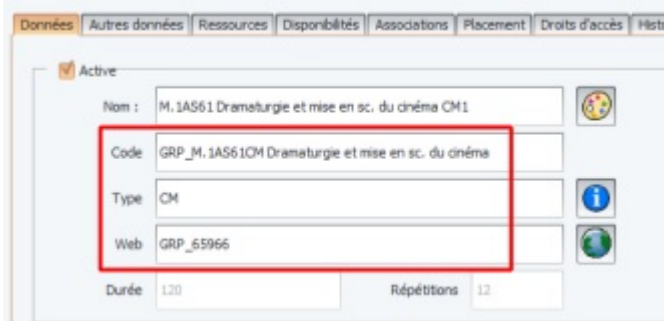 Données Autres données Ressources Disponibilités Associations Placement Droits d'accès
Active
Nom : M.1AS61 Dramaturgie et mise en sc. du cinéma CM1
Code GRP_M.1AS61CM Dramaturgie et mise en sc. du cinéma
Type CM
Web GRP_65966
Durée 120 Répétitions 12